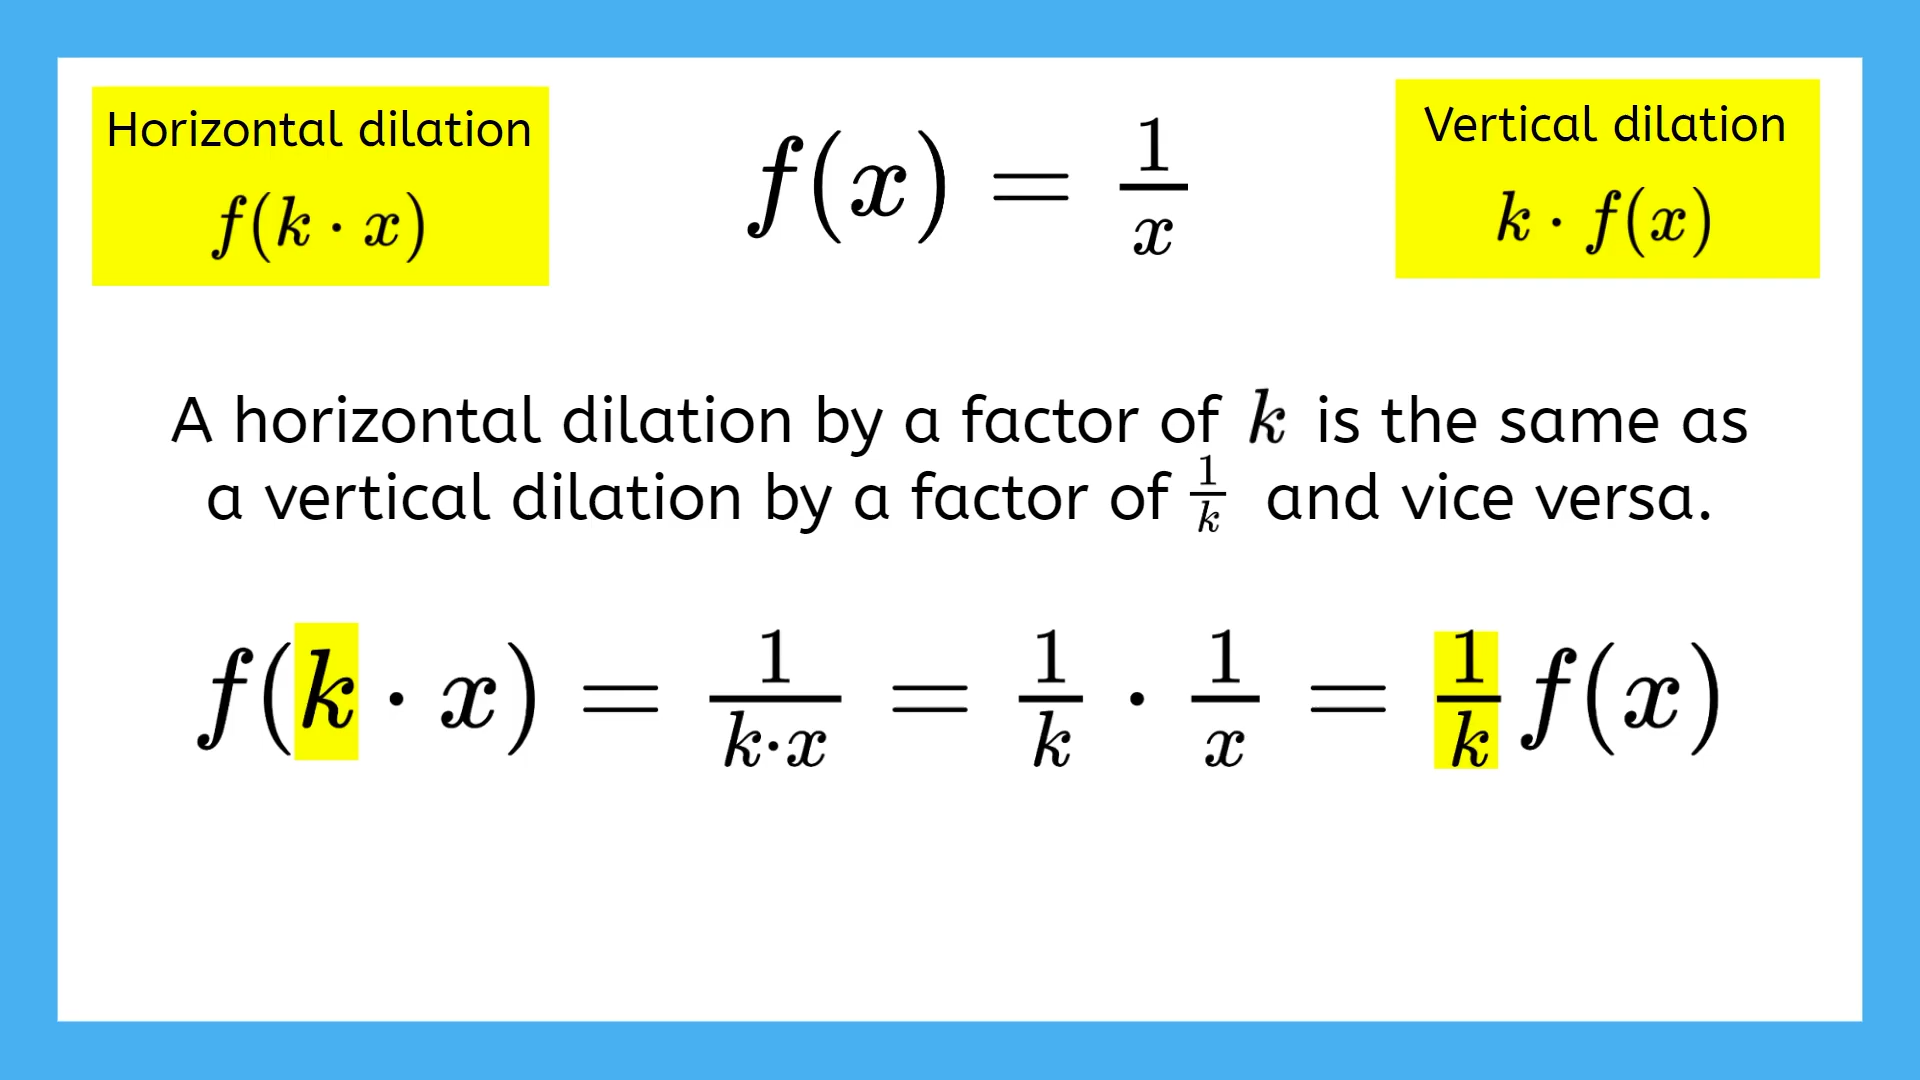 Horizontal dilation
f(k · x)
f(x) = 1/x
Vertical dilation
k · f(x)
A horizontal dilation by a factor of k is the same as
a vertical dilation by a factor of 1/k and vice versa.
f(k · x) = 1/(k·x) = 1/k · 1/x = 1/k f(x)